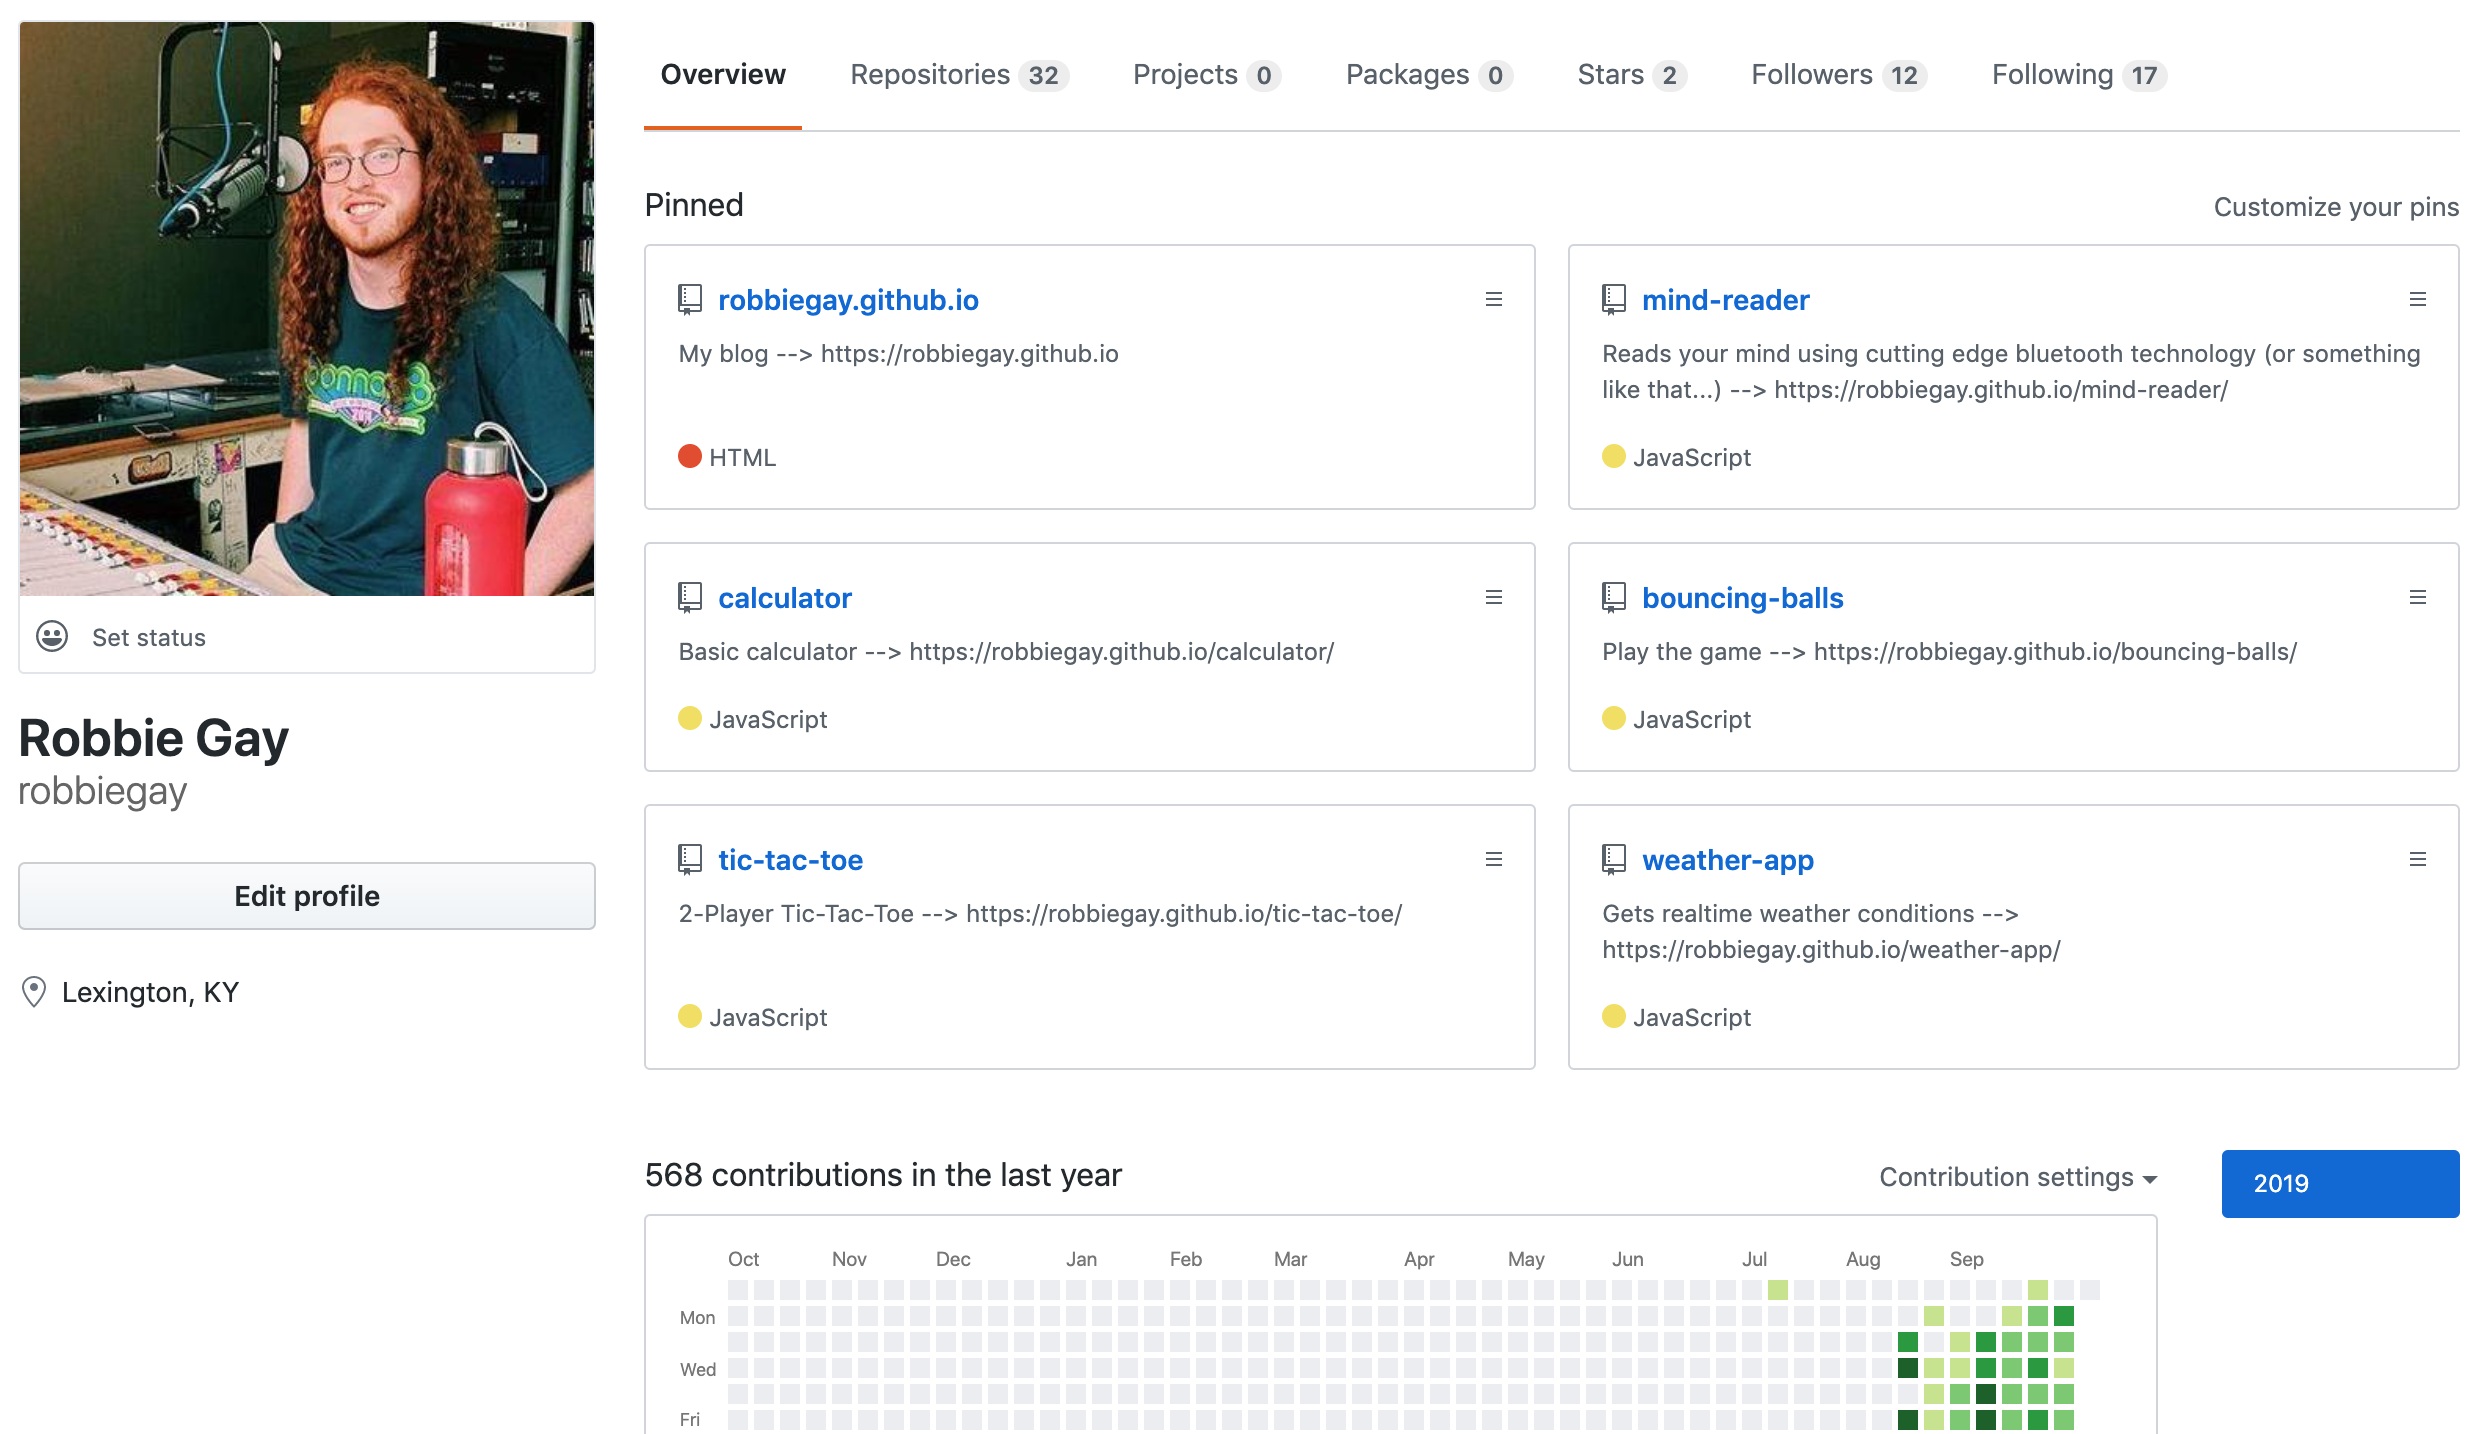 Overview
Repositories 32
Projects 0
Packages 0
Stars 2
Followers 12
Following 17
Set status
Robbie Gay
robbiegay
Edit profile
Lexington, KY
Pinned
Customize your pins
robbiegay.github.io
My blog --> https://robbiegay.github.io
HTML
mind-reader
Reads your mind using cutting edge bluetooth technology (or something
like that...) --> https://robbiegay.github.io/mind-reader/
JavaScript
calculator
Basic calculator --> https://robbiegay.github.io/calculator/
JavaScript
bouncing-balls
Play the game --> https://robbiegay.github.io/bouncing-balls/
JavaScript
tic-tac-toe
2-Player Tic-Tac-Toe --> https://robbiegay.github.io/tic-tac-toe/
JavaScript
weather-app
Gets realtime weather conditions -->
https://robbiegay.github.io/weather-app/
JavaScript
568 contributions in the last year
Contribution settings
2019
Oct Nov Dec Jan Feb Mar Apr May Jun Jul Aug Sep
Mon
Wed
Fri